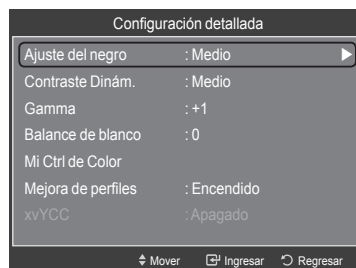 Configuración detallada
Ajuste del negro : Medio
Contraste Dinám. : Medio
Gamma : +1
Balance de blanco : 0
Mi Ctrl de Color
Mejora de perfiles : Encendido
xvYCC : Apagado
Mover Ingresar Regresar